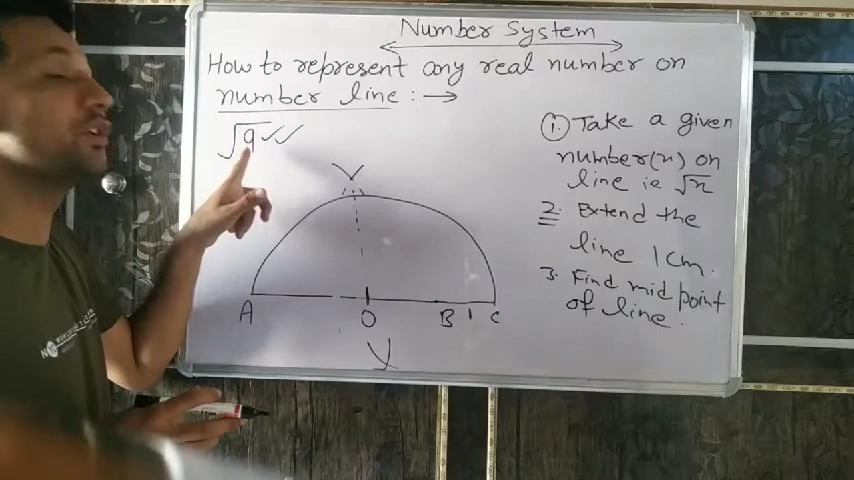 Number System
How to represent any real number on
number line : →
√9
A O B 1 C
1. Take a given
number(n) on
line ie √n
2. Extend the
line 1cm.
3. Find mid point
of line.